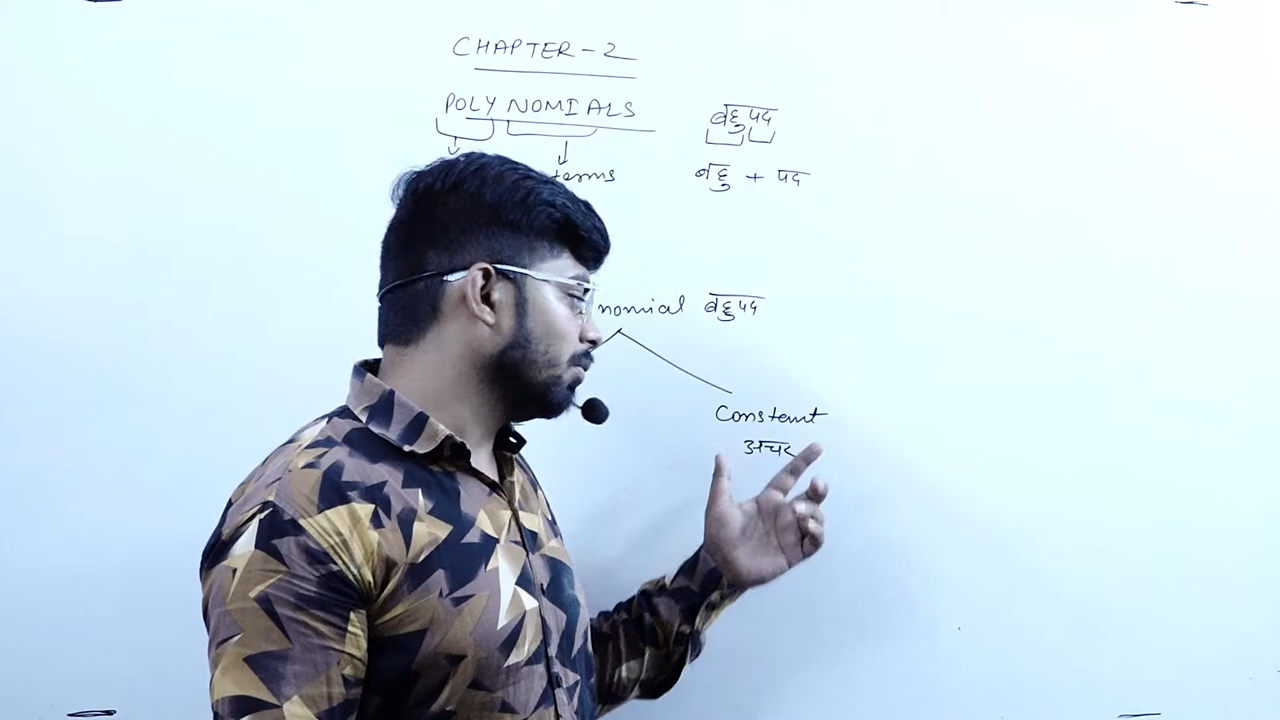 CHAPTER-2
POLYNOMIALS बहुपद
terms बहु + पद
nomial बहुपद
Constant
अचर